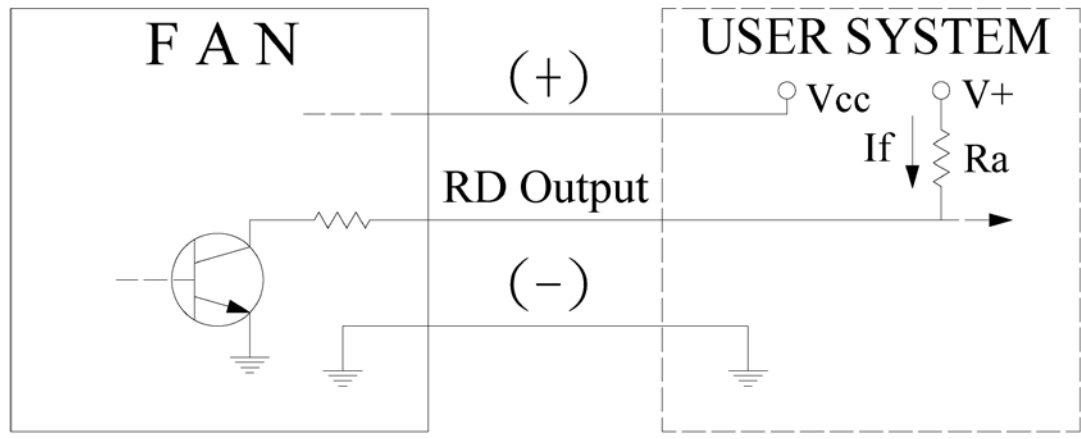 F A N
USER SYSTEM
(+)
Vcc
V+
If
Ra
RD Output
(-)